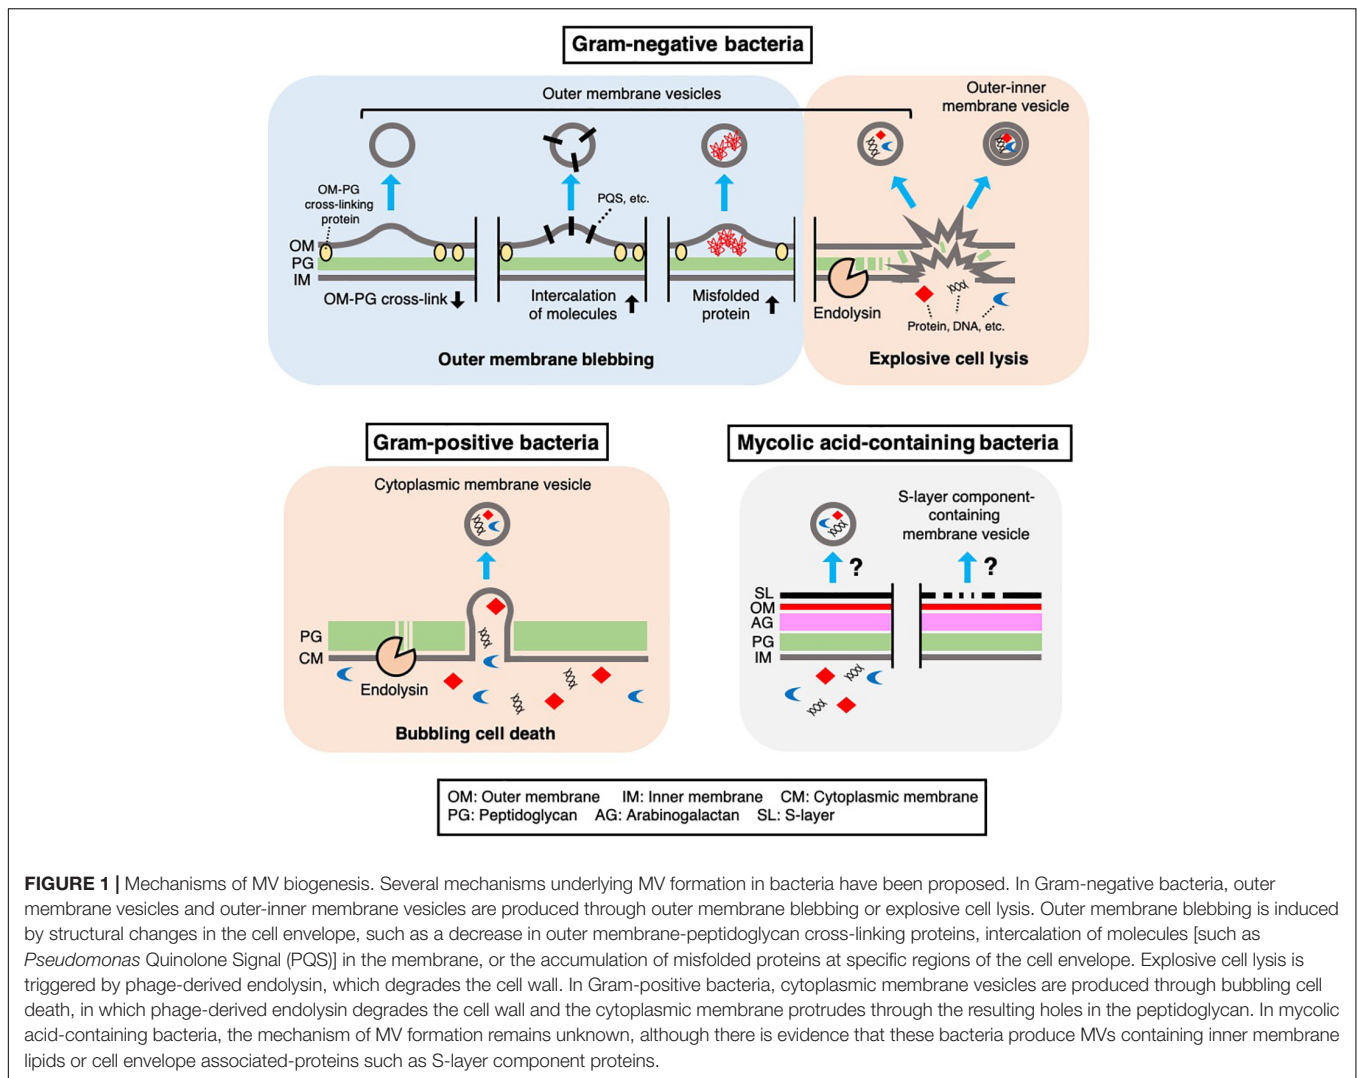 Gram-negative bacteria
Outer membrane vesicles
Outer-inner
membrane vesicle
OM-PG
cross-linking
protein
PQS, etc.
OM
PG
IM
OM-PG cross-link
Intercalation
of molecules
Misfolded
protein
Endolysin
Protein, DNA, etc.
Outer membrane blebbing
Explosive cell lysis
Gram-positive bacteria
Cytoplasmic membrane vesicle
PG
CM
Endolysin
Bubbling cell death
Mycolic acid-containing bacteria
S-layer component-
containing
membrane vesicle
?
?
SL
OM
AG
PG
IM
OM: Outer membrane IM: Inner membrane CM: Cytoplasmic membrane
PG: Peptidoglycan AG: Arabinogalactan SL: S-layer
FIGURE 1 | Mechanisms of MV biogenesis. Several mechanisms underlying MV formation in bacteria have been proposed. In Gram-negative bacteria, outer
membrane vesicles and outer-inner membrane vesicles are produced through outer membrane blebbing or explosive cell lysis. Outer membrane blebbing is induced
by structural changes in the cell envelope, such as a decrease in outer membrane-peptidoglycan cross-linking proteins, intercalation of molecules [such as
Pseudomonas Quinolone Signal (PQS)] in the membrane, or the accumulation of misfolded proteins at specific regions of the cell envelope. Explosive cell lysis is
triggered by phage-derived endolysin, which degrades the cell wall. In Gram-positive bacteria, cytoplasmic membrane vesicles are produced through bubbling cell
death, in which phage-derived endolysin degrades the cell wall and the cytoplasmic membrane protrudes through the resulting holes in the peptidoglycan. In mycolic
acid-containing bacteria, the mechanism of MV formation remains unknown, although there is evidence that these bacteria produce MVs containing inner membrane
lipids or cell envelope associated-proteins such as S-layer component proteins.